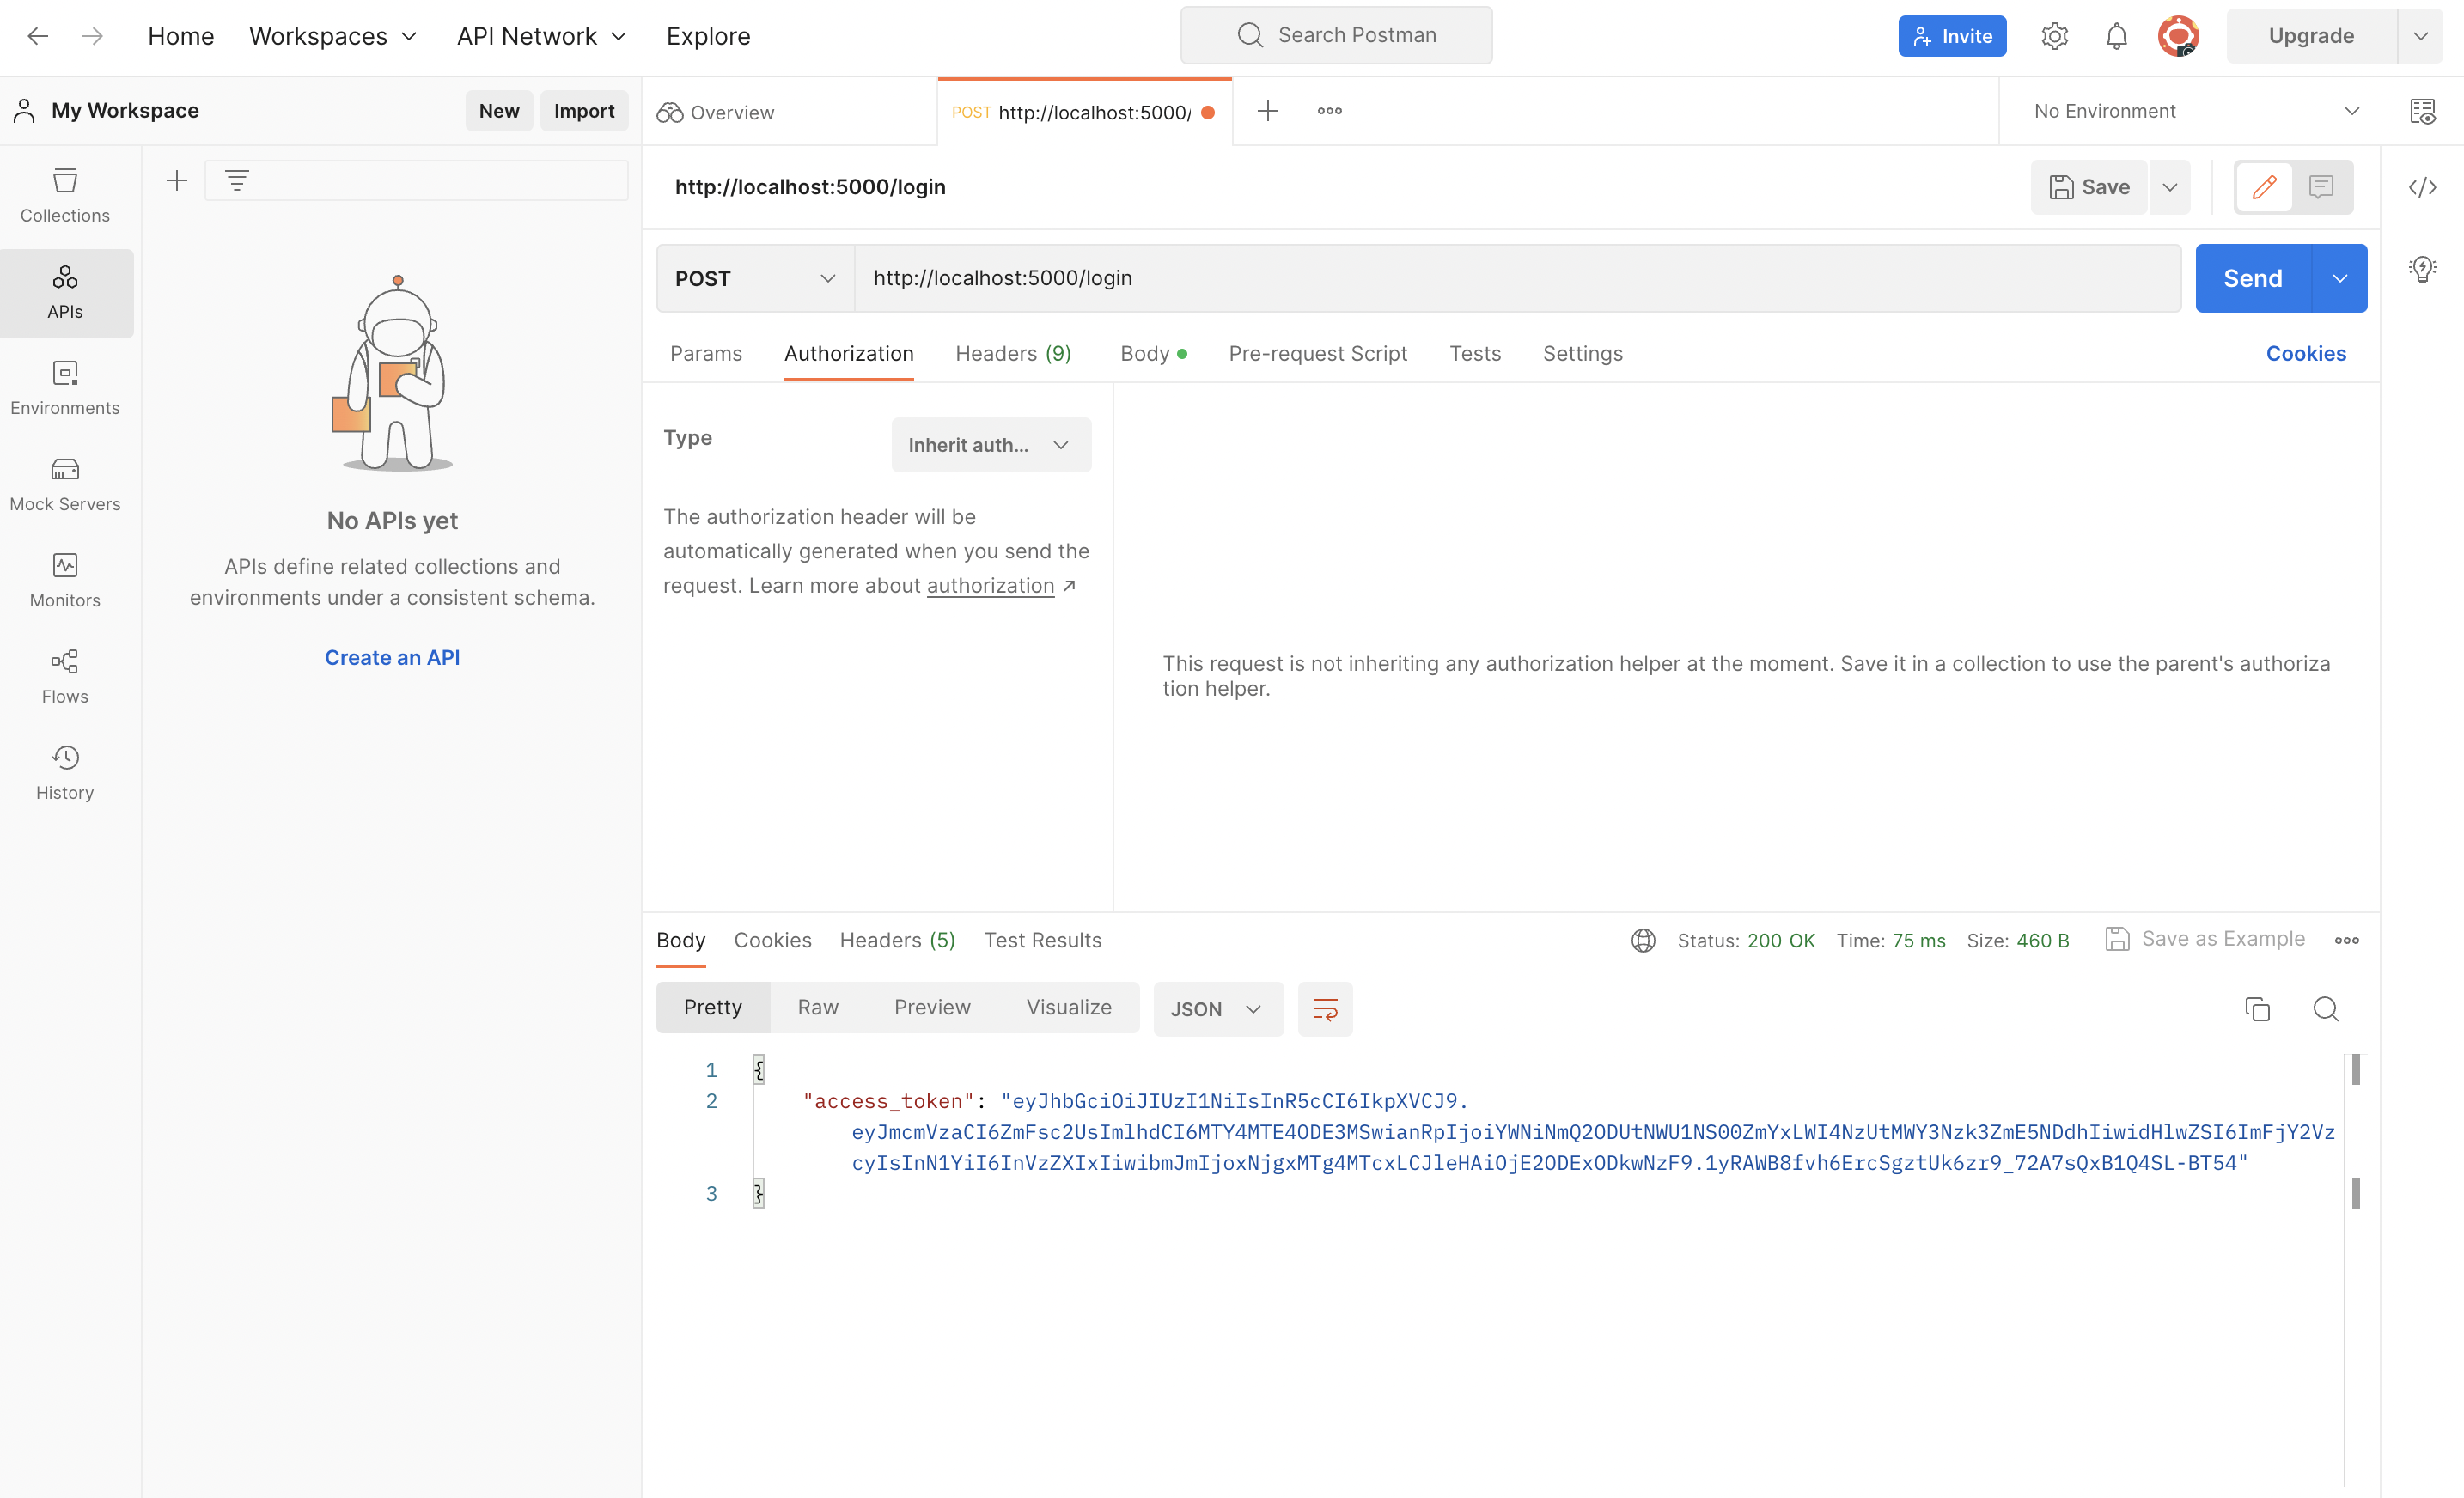 Home Workspaces API Network Explore Search Postman Invite Upgrade
My Workspace New Import Overview POST http://localhost:5000/ No Environment
Collections
APIs
Environments
Mock Servers
Monitors
Flows
History
No APIs yet
APIs define related collections and
environments under a consistent schema.
Create an API
http://localhost:5000/login Save
POST http://localhost:5000/login Send
Params Authorization Headers (9) Body Pre-request Script Tests Settings Cookies
Type Inherit auth...
The authorization header will be
automatically generated when you send the
request. Learn more about authorization ↗
This request is not inheriting any authorization helper at the moment. Save it in a collection to use the parent's authoriza
tion helper.
Body Cookies Headers (5) Test Results Status: 200 OK Time: 75 ms Size: 460 B Save as Example
Pretty Raw Preview Visualize JSON
1 {
2 "access_token": "eyJhbGciOiJIUzI1NiIsInR5cCI6IkpXVCJ9.
eyJmcmVzaCI6ZmFsc2UsImlhdCI6MTY4MTE4ODE3MSwianRpIjoiYWNiNmQ2ODUtNWU1NS00ZmYxLWI4NzUtMWY3Nzk3ZmE5NDdhIiwidHlwZSI6ImFjY2Vz
cyIsInN1YiI6InVzZXIxIiwibmJmIjoxNjgxMTg4MTcxLCJleHAiOjE2ODExODkwNzF9.1yRAWB8fvh6ErcSgztUk6zr9_72A7sQxB1Q4SL-BT54"
3 }